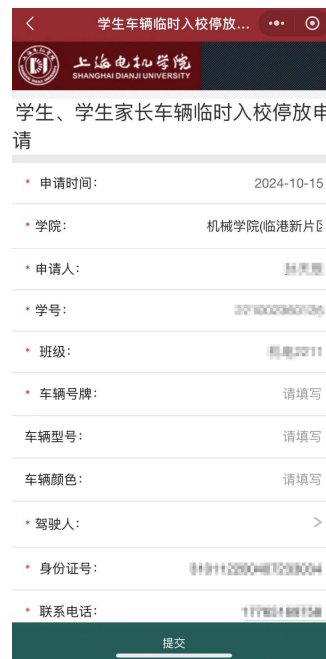 学生车辆临时入校停放...
上海电机学院
SHANGHAI DIANJI UNIVERSITY
学生、学生家长车辆临时入校停放申
请
* 申请时间: 2024-10-15
* 学院: 机械学院(临港新片区
* 申请人:
* 学号:
* 班级:
* 车辆号牌: 请填写
车辆型号: 请填写
车辆颜色: 请填写
* 驾驶人:
* 身份证号:
* 联系电话:
提交